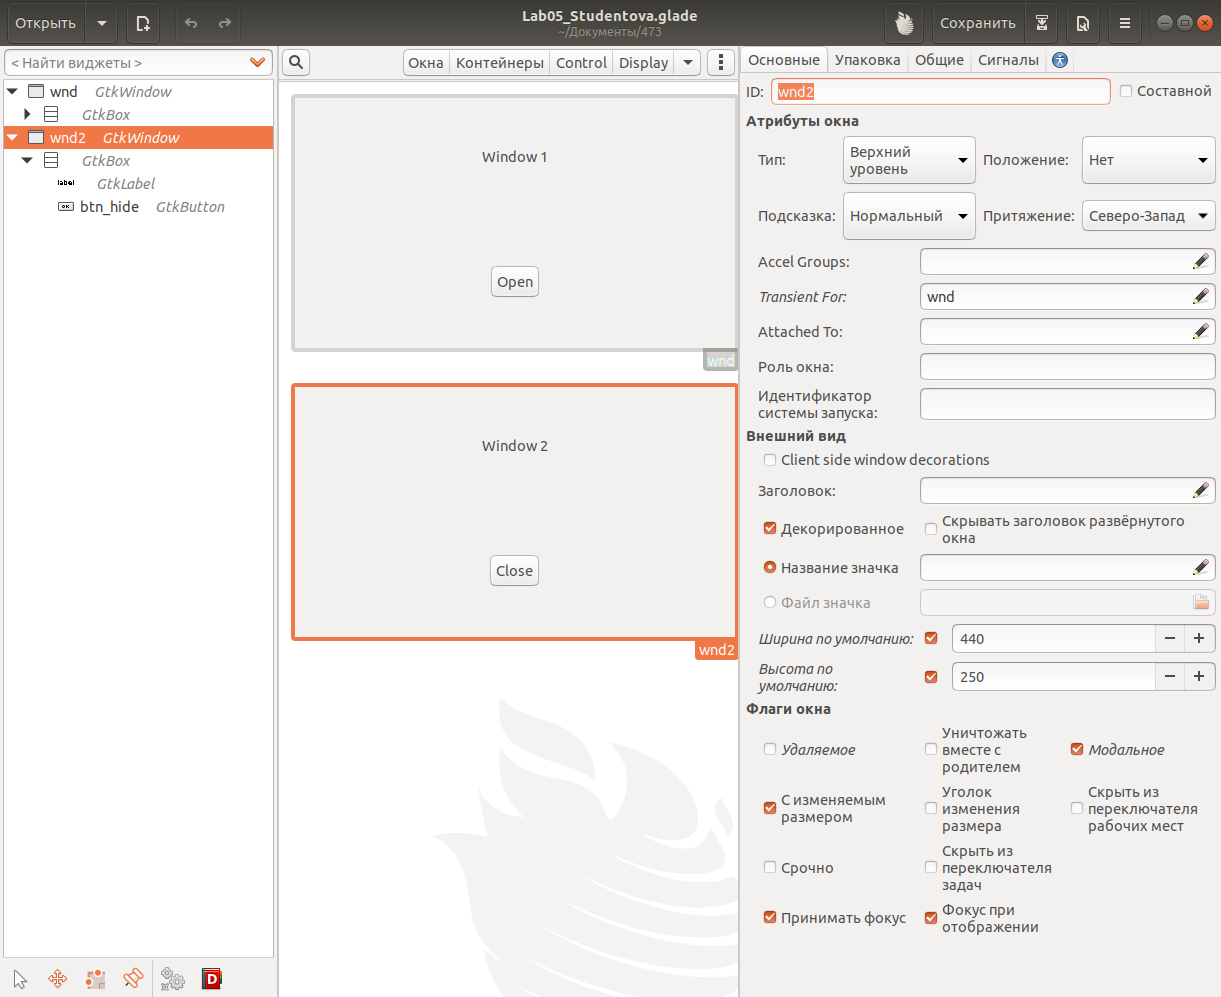 Открыть
Lab05_Studentova.glade
~/Документы/473
Сохранить
< Найти виджеты >
wnd GtkWindow
GtkBox
wnd2 GtkWindow
GtkBox
label GtkLabel
OK btn_hide GtkButton
D
Окна Контейнеры Control Display
Window 1
Open
wnd
Window 2
Close
wnd2
Основные Упаковка Общие Сигналы
ID: wnd2 Составной
Атрибуты окна
Тип: Верхний уровень Положение: Нет
Подсказка: Нормальный Притяжение: Северо-Запад
Accel Groups:
Transient For: wnd
Attached To:
Роль окна:
Идентификатор
системы запуска:
Внешний вид
Client side window decorations
Заголовок:
Декорированное Скрывать заголовок развёрнутого окна
Название значка
Файл значка
Ширина по умолчанию: 440 − +
Высота по умолчанию: 250 − +
Флаги окна
Удаляемое Уничтожать вместе с родителем Модальное
С изменяемым размером Уголок изменения размера Скрыть из переключателя рабочих мест
Срочно Скрыть из переключателя задач
Принимать фокус Фокус при отображении